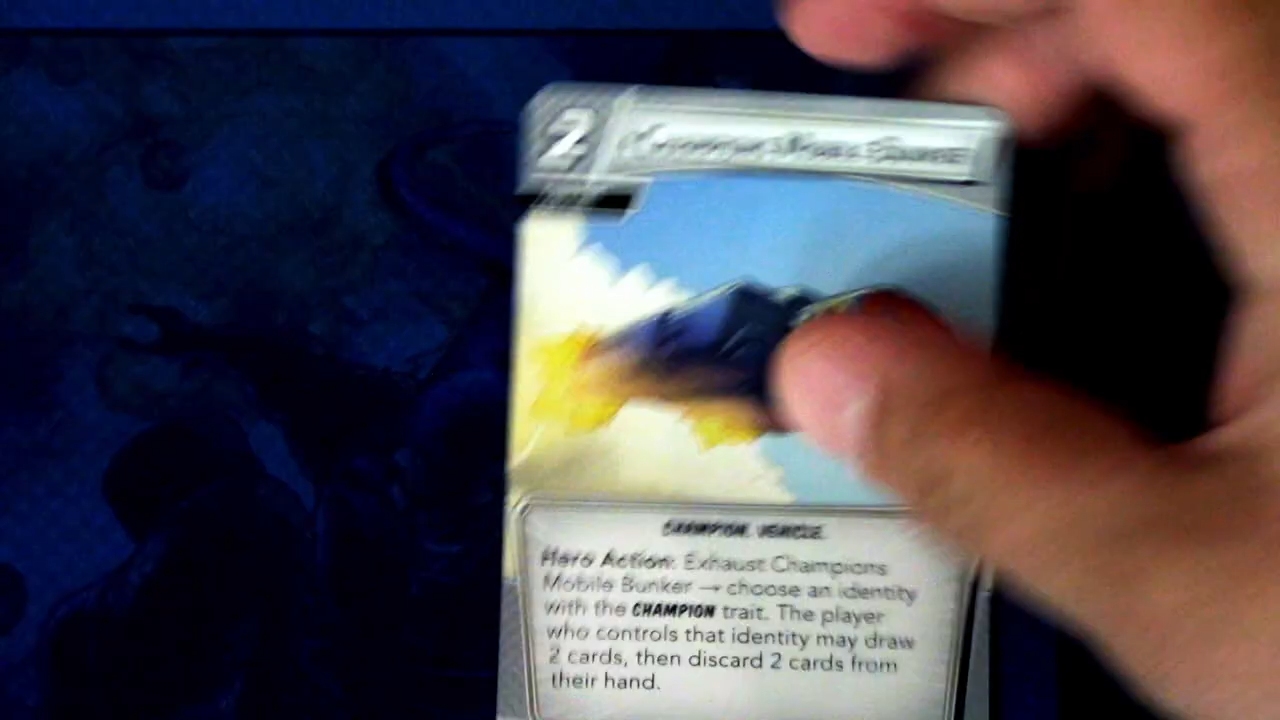 2
CHAMPION. VEHICLE.
Hero Action: Exhaust Champions
Mobile Bunker → choose an identity
with the CHAMPION trait. The player
who controls that identity may draw
2 cards, then discard 2 cards from
their hand.